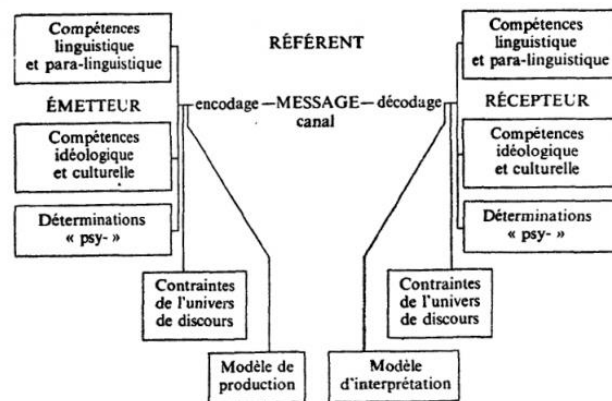 Compétences
linguistique
et para-linguistique
RÉFÉRENT
Compétences
linguistique
et para-linguistique
ÉMETTEUR
encodage — MESSAGE — décodage
canal
RÉCEPTEUR
Compétences
idéologique
et culturelle
Compétences
idéologique
et culturelle
Déterminations
« psy- »
Déterminations
« psy- »
Contraintes
de l'univers
de discours
Contraintes
de l'univers
de discours
Modèle de
production
Modèle
d'interprétation